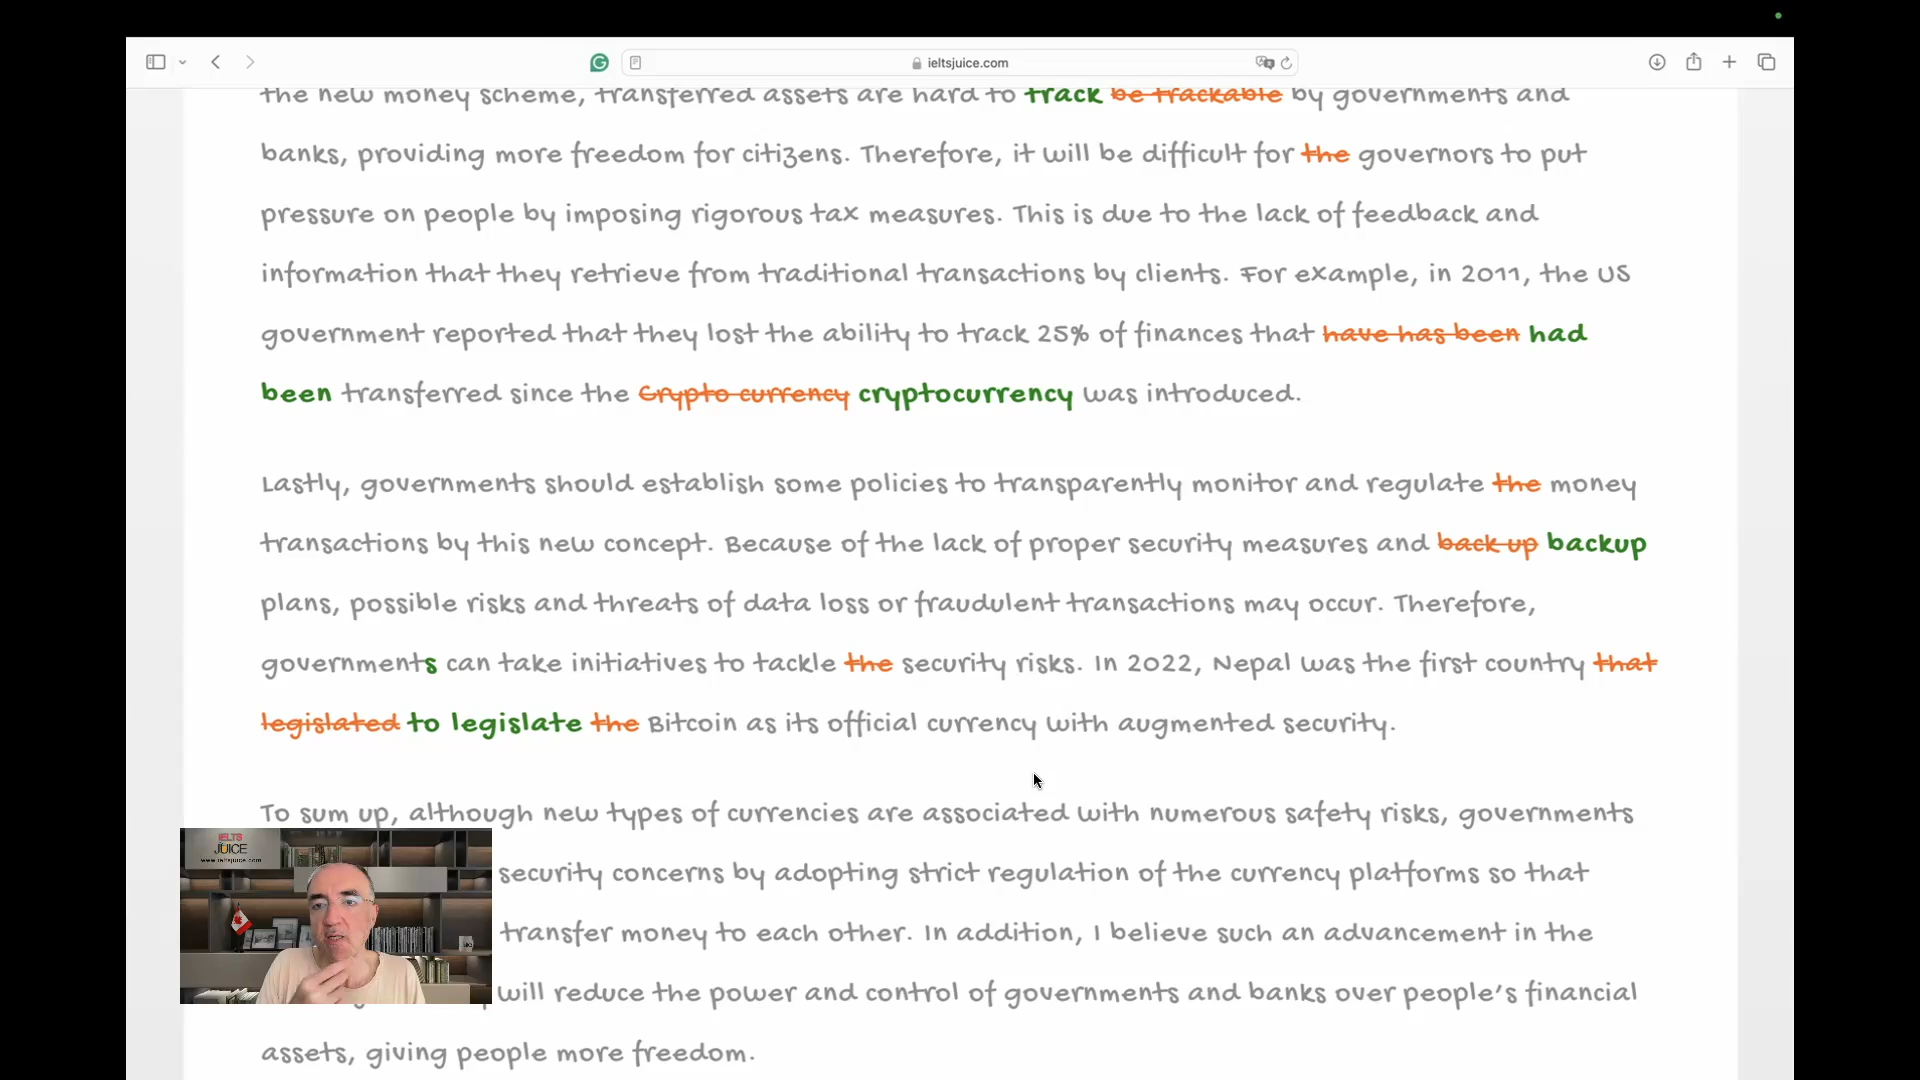 ieltsjuice.com
the new money scheme, transferred assets are hard to track be trackable by governments and
banks, providing more freedom for citizens. Therefore, it will be difficult for the governors to put
pressure on people by imposing rigorous tax measures. This is due to the lack of feedback and
information that they retrieve from traditional transactions by clients. For example, in 2011, the US
government reported that they lost the ability to track 25% of finances that have has been had
been transferred since the Crypto currency cryptocurrency was introduced.
Lastly, governments should establish some policies to transparently monitor and regulate the money
transactions by this new concept. Because of the lack of proper security measures and back up backup
plans, possible risks and threats of data loss or fraudulent transactions may occur. Therefore,
governments can take initiatives to tackle the security risks. In 2022, Nepal was the first country that
legislated to legislate the Bitcoin as its official currency with augmented security.
To sum up, although new types of currencies are associated with numerous safety risks, governments
security concerns by adopting strict regulation of the currency platforms so that
transfer money to each other. In addition, I believe such an advancement in the
will reduce the power and control of governments and banks over people's financial
assets, giving people more freedom.
IELTS
JUICE
www.ieltsjuice.com